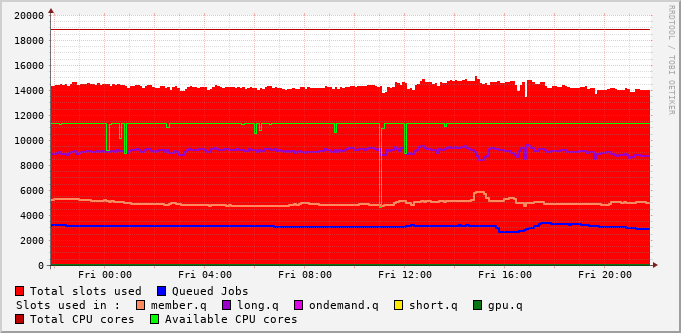 20000
18000
16000
14000
12000
10000
8000
6000
4000
2000
0
Fri 00:00 Fri 04:00 Fri 08:00 Fri 12:00 Fri 16:00 Fri 20:00
Total slots used Queued Jobs
Slots used in : member.q long.q ondemand.q short.q gpu.q
Total CPU cores Available CPU cores
RRDTOOL / TOBI OETIKER